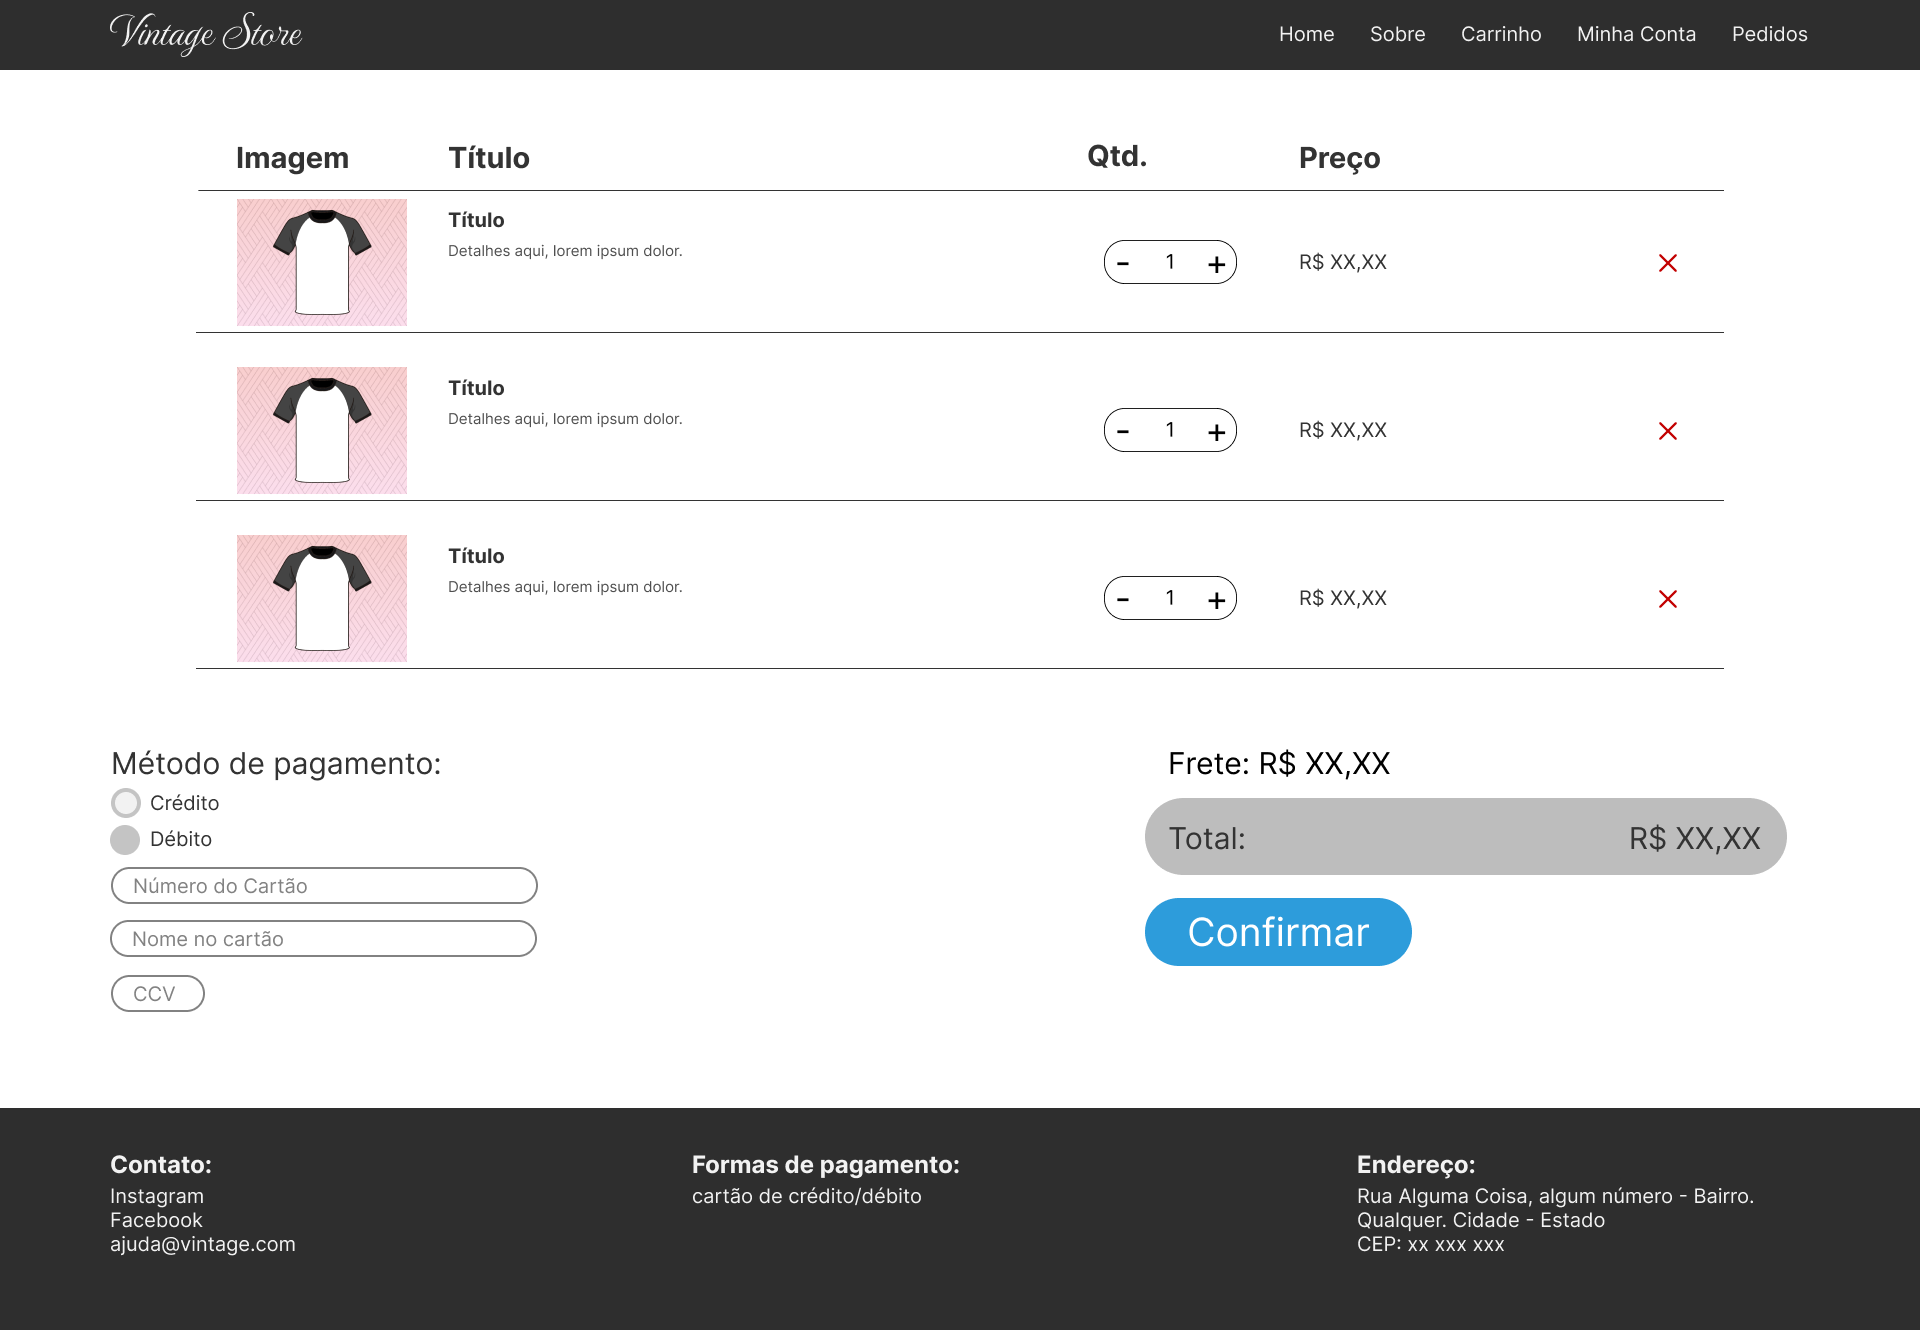 Vintage Store
Home Sobre Carrinho Minha Conta Pedidos
Imagem Título Qtd. Preço
Título
Detalhes aqui, lorem ipsum dolor.
- 1 + R$ XX,XX
Título
Detalhes aqui, lorem ipsum dolor.
- 1 + R$ XX,XX
Título
Detalhes aqui, lorem ipsum dolor.
- 1 + R$ XX,XX
Método de pagamento:
Crédito
Débito
Número do Cartão
Nome no cartão
CCV
Frete: R$ XX,XX
Total: R$ XX,XX
Confirmar
Contato:
Instagram
Facebook
ajuda@vintage.com
Formas de pagamento:
cartão de crédito/débito
Endereço:
Rua Alguma Coisa, algum número - Bairro.
Qualquer. Cidade - Estado
CEP: xx xxx xxx